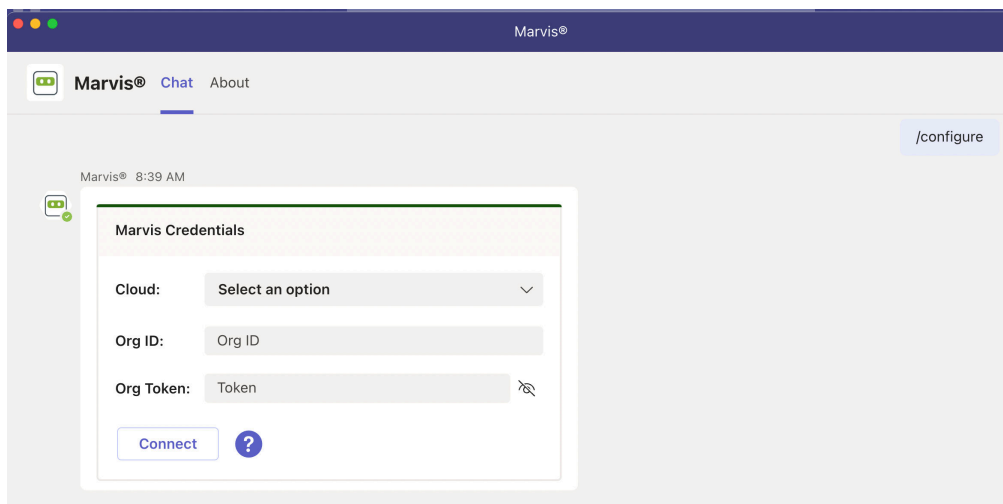 Marvis®
Marvis® Chat About
/configure
Marvis® 8:39 AM
Marvis Credentials
Cloud: Select an option
Org ID: Org ID
Org Token: Token
Connect ?